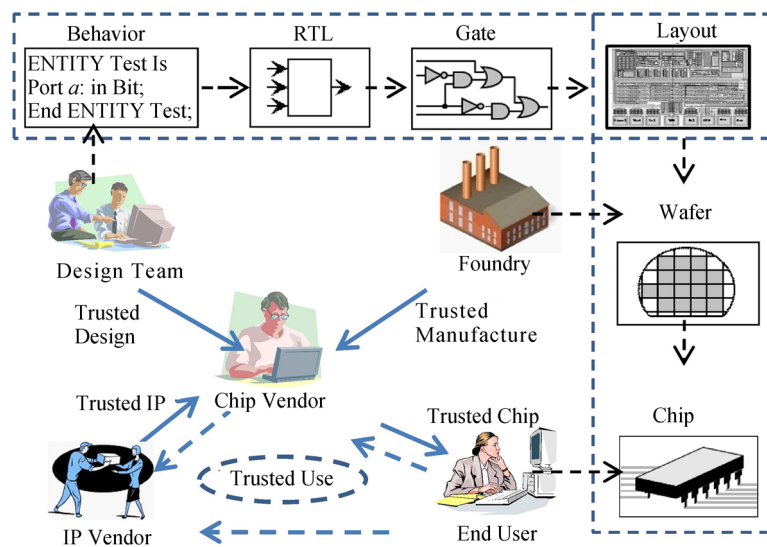 Behavior
RTL
Gate
Layout
ENTITY Test Is
Port a: in Bit;
End ENTITY Test;
Wafer
Design Team
Foundry
Trusted
Design
Trusted
Manufacture
Trusted IP
Chip Vendor
Trusted Chip
Chip
Trusted Use
IP Vendor
End User